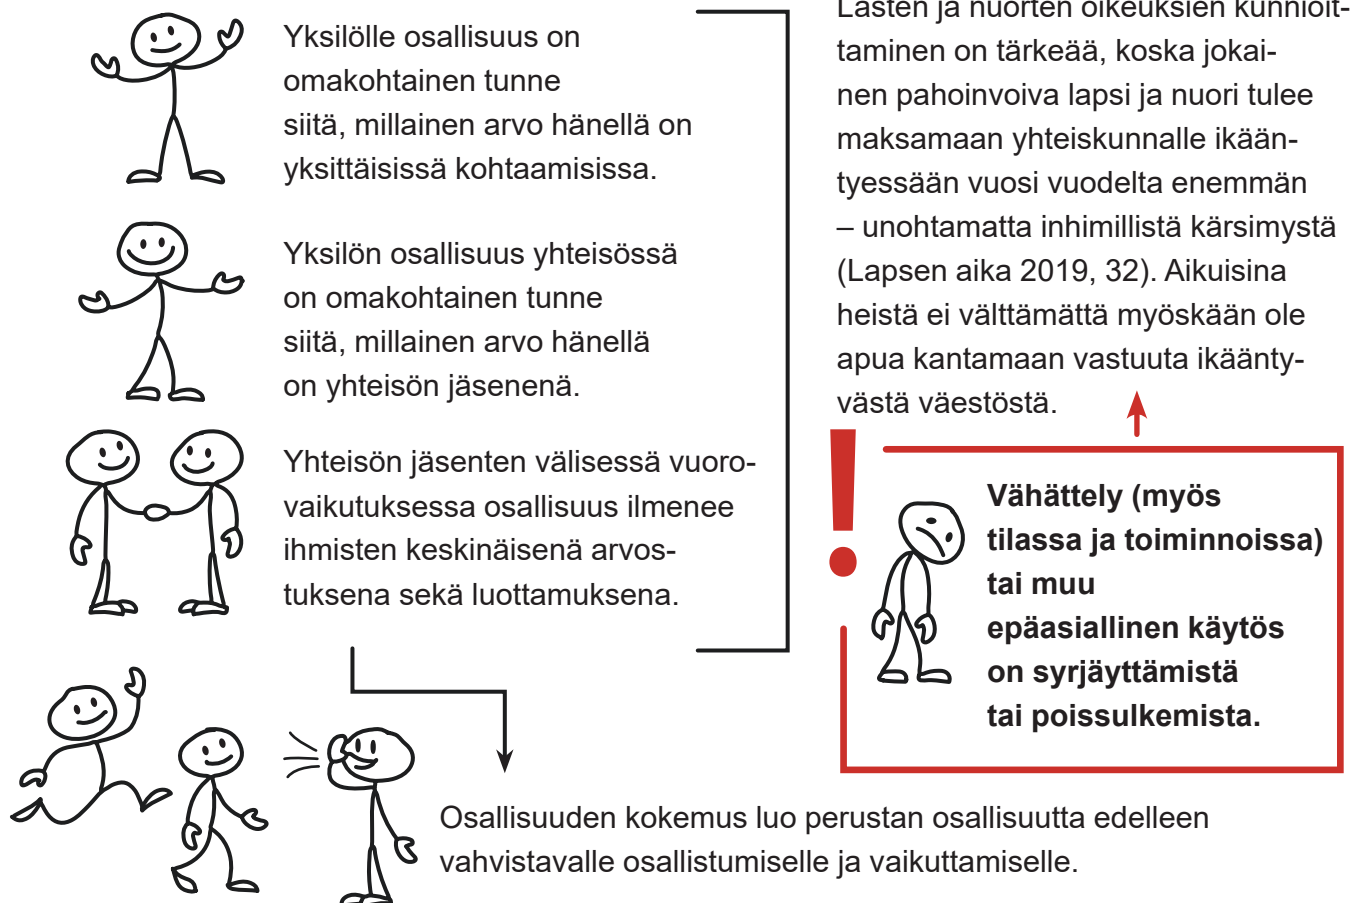 Yksilölle osallisuus on
omakohtainen tunne
siitä, millainen arvo hänellä on
yksittäisissä kohtaamisissa.
Yksilön osallisuus yhteisössä
on omakohtainen tunne
siitä, millainen arvo hänellä
on yhteisön jäsenenä.
Yhteisön jäsenten välisessä vuoro-
vaikutuksessa osallisuus ilmenee
ihmisten keskinäisenä arvos-
tuksena sekä luottamuksena.
Osallisuuden kokemus luo perustan osallisuutta edelleen
vahvistavalle osallistumiselle ja vaikuttamiselle.
Lasten ja nuorten oikeuksien kunnioit-
taminen on tärkeää, koska jokai-
nen pahoinvoiva lapsi ja nuori tulee
maksamaan yhteiskunnalle ikään-
tyessään vuosi vuodelta enemmän
– unohtamatta inhimillistä kärsimystä
(Lapsen aika 2019, 32). Aikuisina
heistä ei välttämättä myöskään ole
apua kantamaan vastuuta ikäänty-
västä väestöstä.
!
Vähättely (myös
tilassa ja toiminnoissa)
tai muu
epäasiallinen käytös
on syrjäyttämistä
tai poissulkemista.